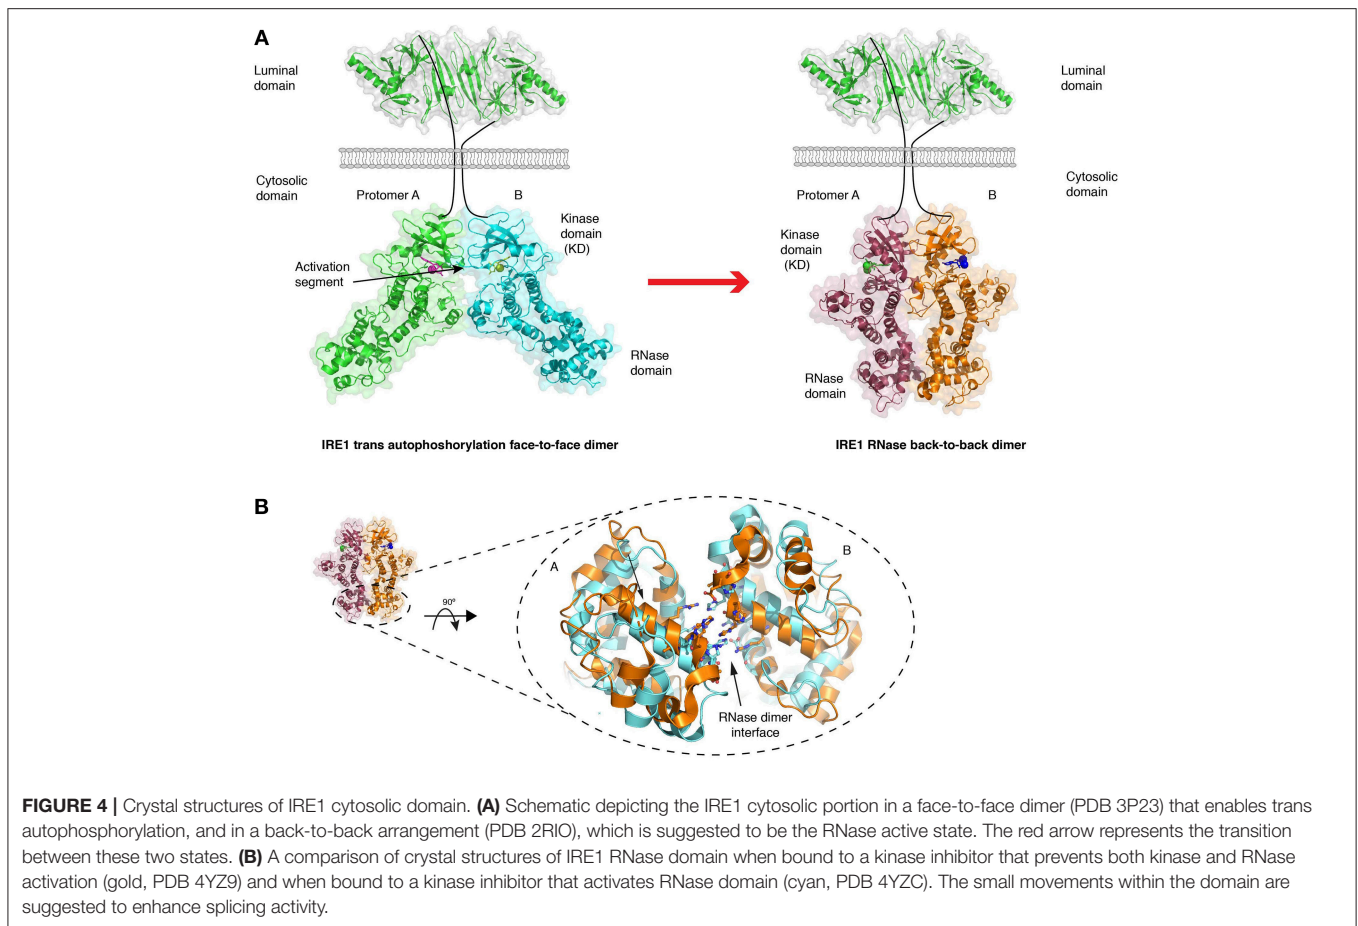 A
Luminal
domain
Luminal
domain
Cytosolic
domain
Protomer A
B
Kinase
domain
(KD)
Activation
segment
RNase
domain
Cytosolic
domain
Protomer A
B
Kinase
domain
(KD)
RNase
domain
IRE1 trans autophoshorylation face-to-face dimer
IRE1 RNase back-to-back dimer
B
90º
A
B
RNase dimer
interface
FIGURE 4 | Crystal structures of IRE1 cytosolic domain. (A) Schematic depicting the IRE1 cytosolic portion in a face-to-face dimer (PDB 3P23) that enables trans
autophosphorylation, and in a back-to-back arrangement (PDB 2RIO), which is suggested to be the RNase active state. The red arrow represents the transition
between these two states. (B) A comparison of crystal structures of IRE1 RNase domain when bound to a kinase inhibitor that prevents both kinase and RNase
activation (gold, PDB 4YZ9) and when bound to a kinase inhibitor that activates RNase domain (cyan, PDB 4YZC). The small movements within the domain are
suggested to enhance splicing activity.